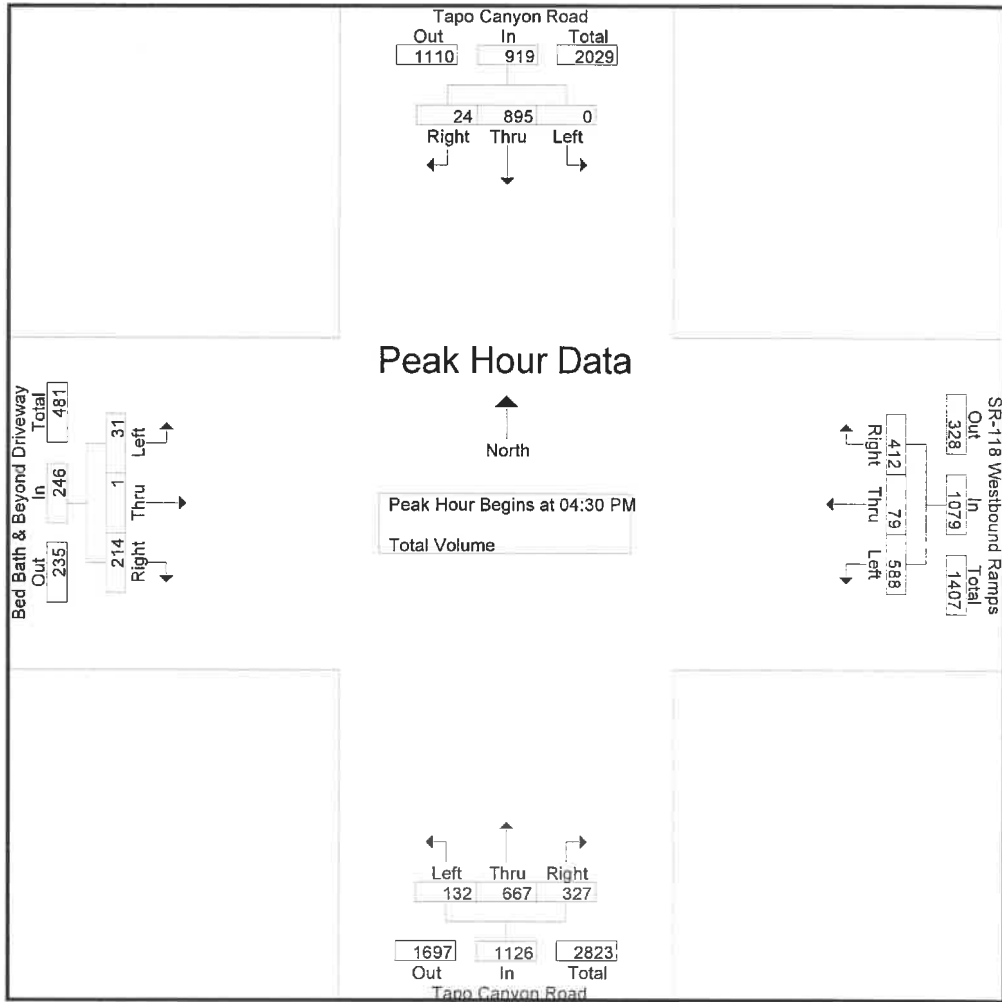 Tapo Canyon Road
Out In Total
1110 919 2029
24 895 0
Right Thru Left
Peak Hour Data
North
Peak Hour Begins at 04:30 PM
Total Volume
Bed Bath & Beyond Driveway
Total In Out
481 246 235
31 1 214
Left Thru Right
SR-118 Westbound Ramps
Out In Total
328 1079 1407
412 79 588
Right Thru Left
Left Thru Right
132 667 327
1697 1126 2823
Out In Total
Tapo Canyon Road